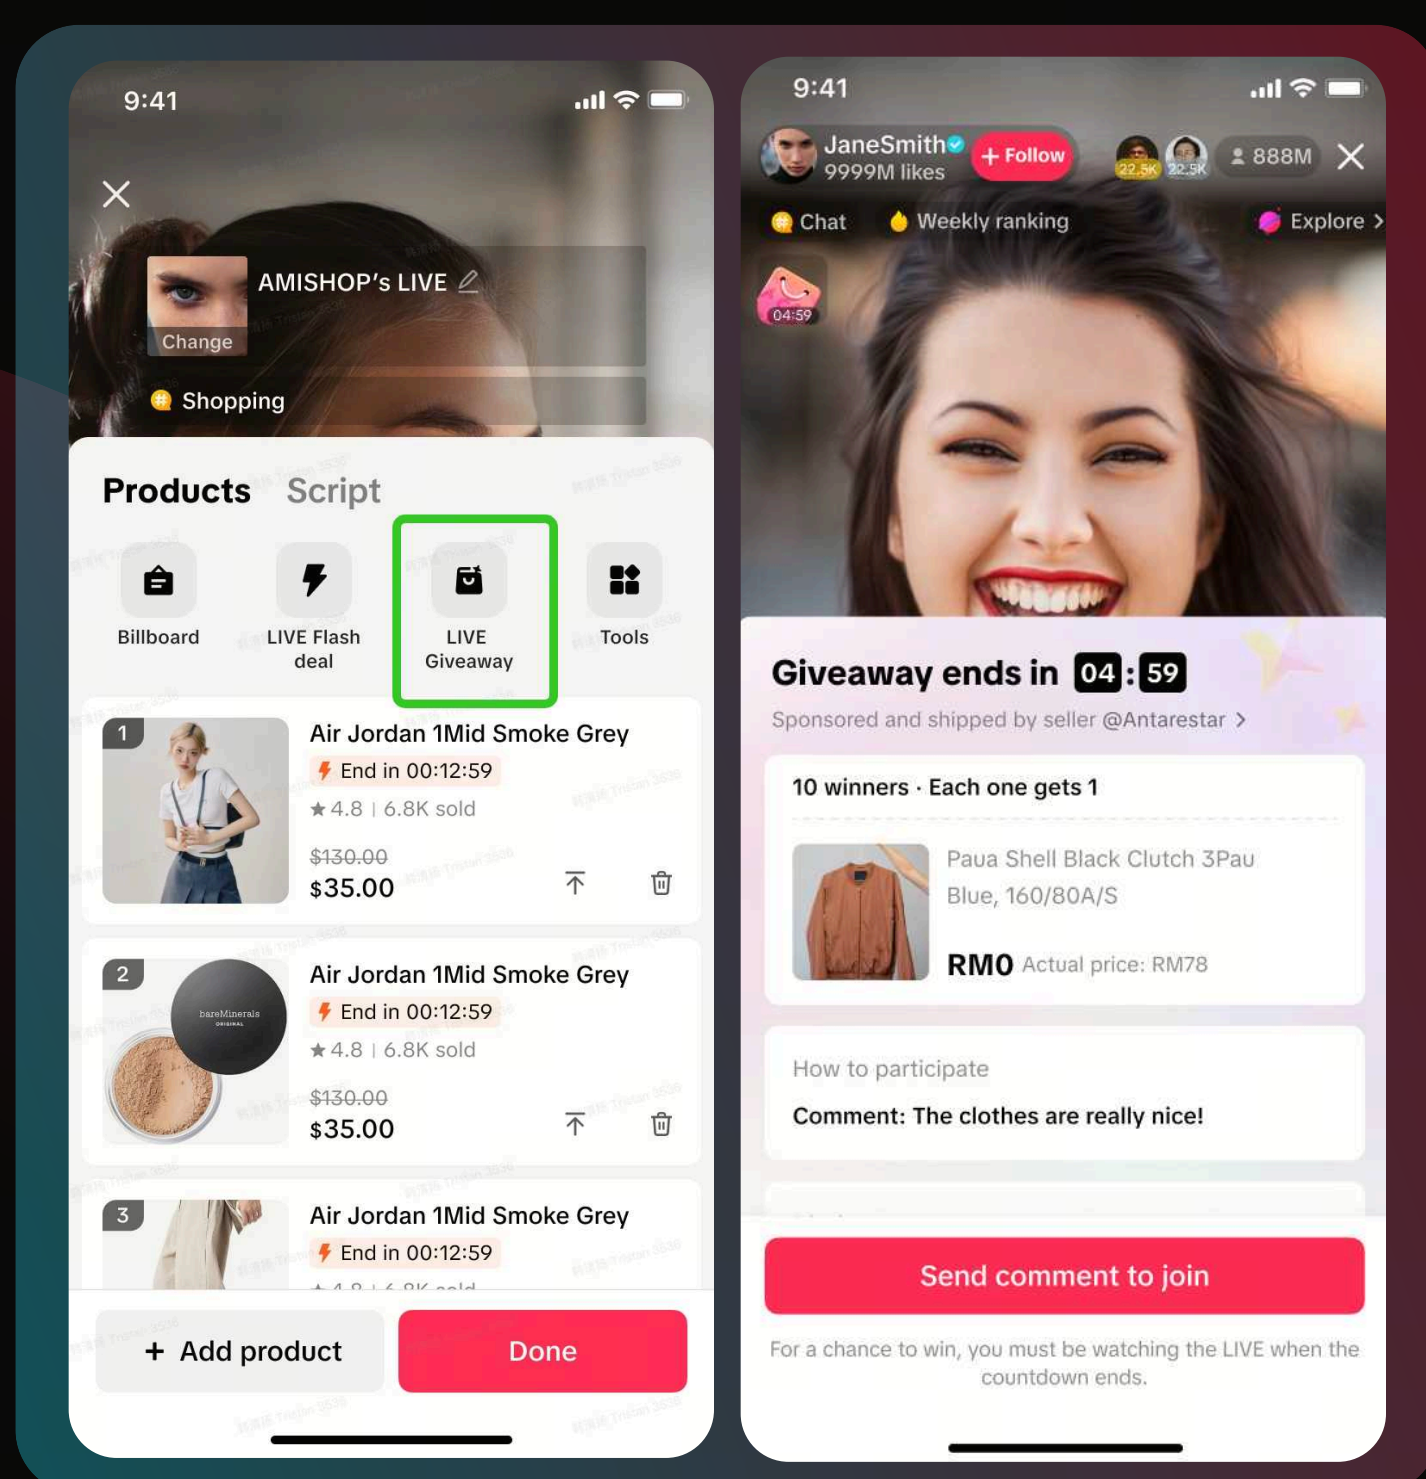 9:41
AMISHOP's LIVE
Change
Shopping
Products Script
Billboard
LIVE Flash
deal
LIVE
Giveaway
Tools
1
Air Jordan 1Mid Smoke Grey
End in 00:12:59
4.8 | 6.8K sold
$130.00
$35.00
2
bareMinerals
ORIGINAL
Air Jordan 1Mid Smoke Grey
End in 00:12:59
4.8 | 6.8K sold
$130.00
$35.00
3
Air Jordan 1Mid Smoke Grey
End in 00:12:59
4.8 | 6.8K sold
+ Add product
Done
9:41
JaneSmith
9999M likes
+ Follow
22.5K
22.5K
888M
Chat
Weekly ranking
Explore >
04:59
Giveaway ends in 04:59
Sponsored and shipped by seller @Antarestar >
10 winners · Each one gets 1
Paua Shell Black Clutch 3Pau
Blue, 160/80A/S
RM0 Actual price: RM78
How to participate
Comment: The clothes are really nice!
Send comment to join
For a chance to win, you must be watching the LIVE when the
countdown ends.